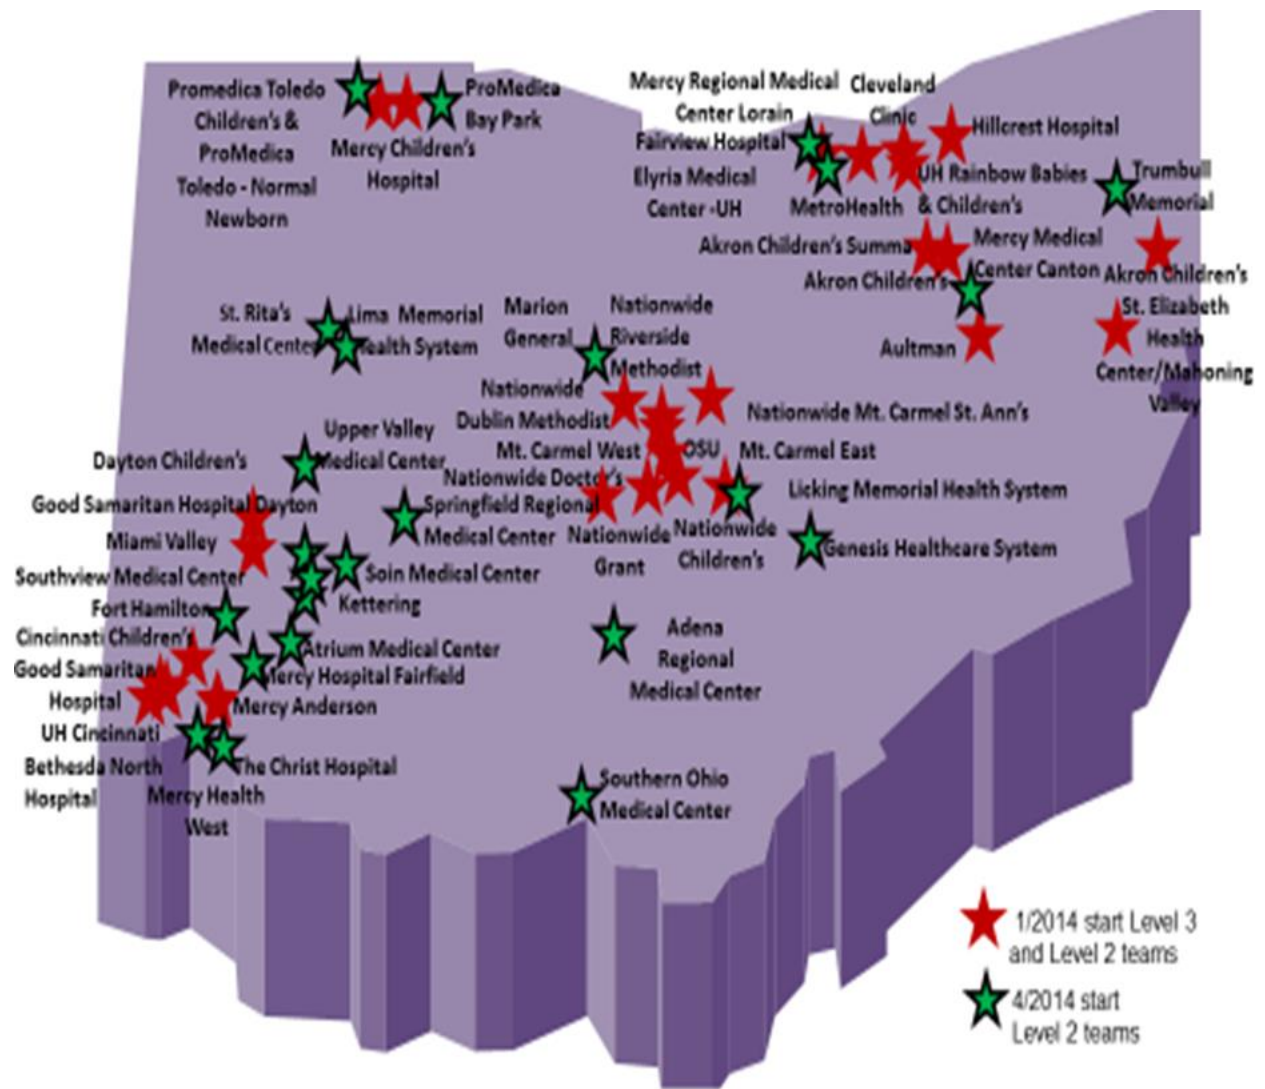 Promedica Toledo
Children's &
ProMedica
Toledo - Normal
Newborn
ProMedica
Bay Park
Mercy Children's
Hospital
Mercy Regional Medical
Center Lorain
Cleveland
Clinic
Fairview Hospital
Hillcrest Hospital
Elyria Medical
Center -UH
UH Rainbow Babies
& Children's
MetroHealth
Trumbull
Memorial
Akron Children's Summa
Mercy Medical
Center Canton
Akron Children's
Akron Children's
St. Elizabeth
Health
Center/Mahoning
Valley
Aultman
St. Rita's
Medical Center
Lima Memorial
Health System
Marion
General
Nationwide
Riverside
Methodist
Nationwide
Dublin Methodist
Nationwide Mt. Carmel St. Ann's
Mt. Carmel West
OSU
Mt. Carmel East
Nationwide Doctor's
Upper Valley
Medical Center
Dayton Children's
Good Samaritan Hospital Dayton
Springfield Regional
Medical Center
Licking Memorial Health System
Nationwide
Grant
Nationwide
Children's
Genesis Healthcare System
Miami Valley
Southview Medical Center
Soin Medical Center
Fort Hamilton
Kettering
Cincinnati Children's
Atrium Medical Center
Good Samaritan
Hospital
Mercy Hospital Fairfield
Mercy Anderson
Adena
Regional
Medical Center
UH Cincinnati
Bethesda North
Hospital
The Christ Hospital
Mercy Health
West
Southern Ohio
Medical Center
1/2014 start Level 3
and Level 2 teams
4/2014 start
Level 2 teams